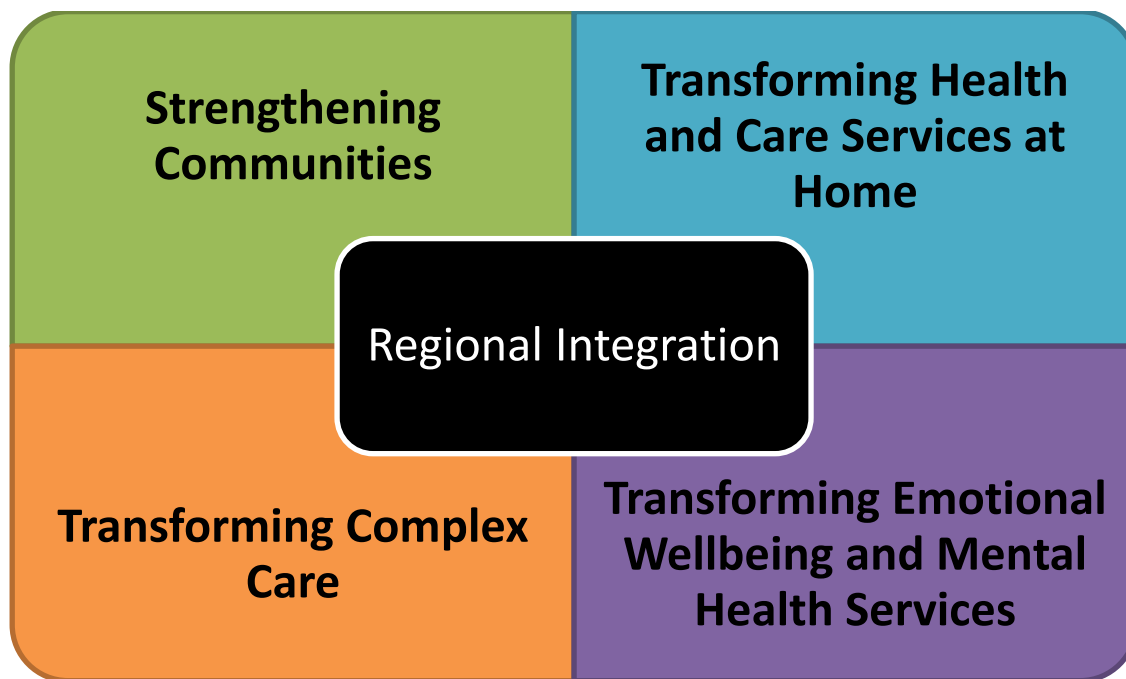 Strengthening
Communities
Transforming Health
and Care Services at
Home
Regional Integration
Transforming Complex
Care
Transforming Emotional
Wellbeing and Mental
Health Services